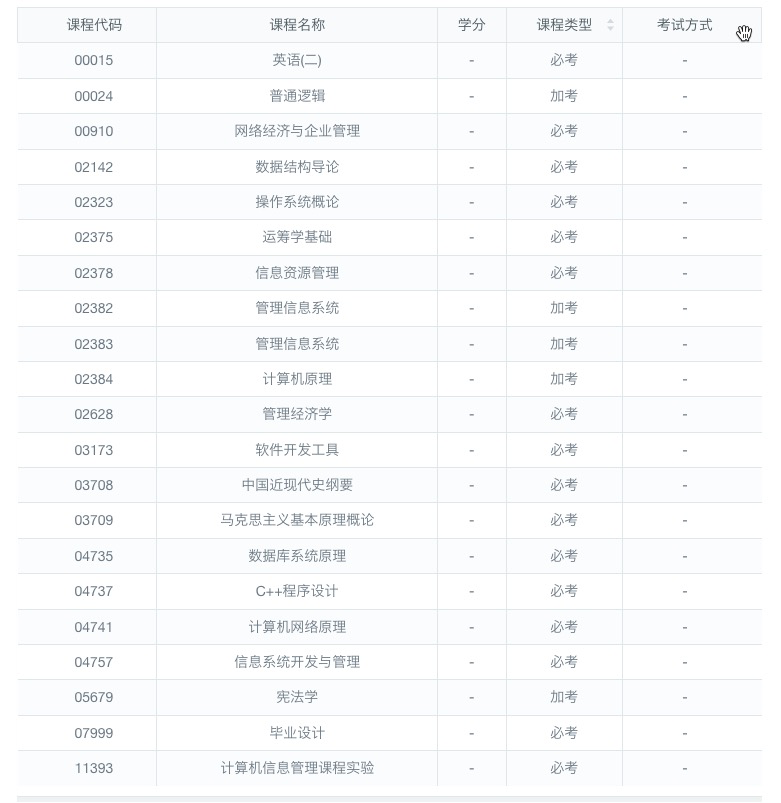 课程代码 课程名称 学分 课程类型 考试方式
00015 英语(二) - 必考 -
00024 普通逻辑 - 加考 -
00910 网络经济与企业管理 - 必考 -
02142 数据结构导论 - 必考 -
02323 操作系统概论 - 必考 -
02375 运筹学基础 - 必考 -
02378 信息资源管理 - 必考 -
02382 管理信息系统 - 加考 -
02383 管理信息系统 - 加考 -
02384 计算机原理 - 加考 -
02628 管理经济学 - 必考 -
03173 软件开发工具 - 必考 -
03708 中国近现代史纲要 - 必考 -
03709 马克思主义基本原理概论 - 必考 -
04735 数据库系统原理 - 必考 -
04737 C++程序设计 - 必考 -
04741 计算机网络原理 - 必考 -
04757 信息系统开发与管理 - 必考 -
05679 宪法学 - 加考 -
07999 毕业设计 - 必考 -
11393 计算机信息管理课程实验 - 必考 -